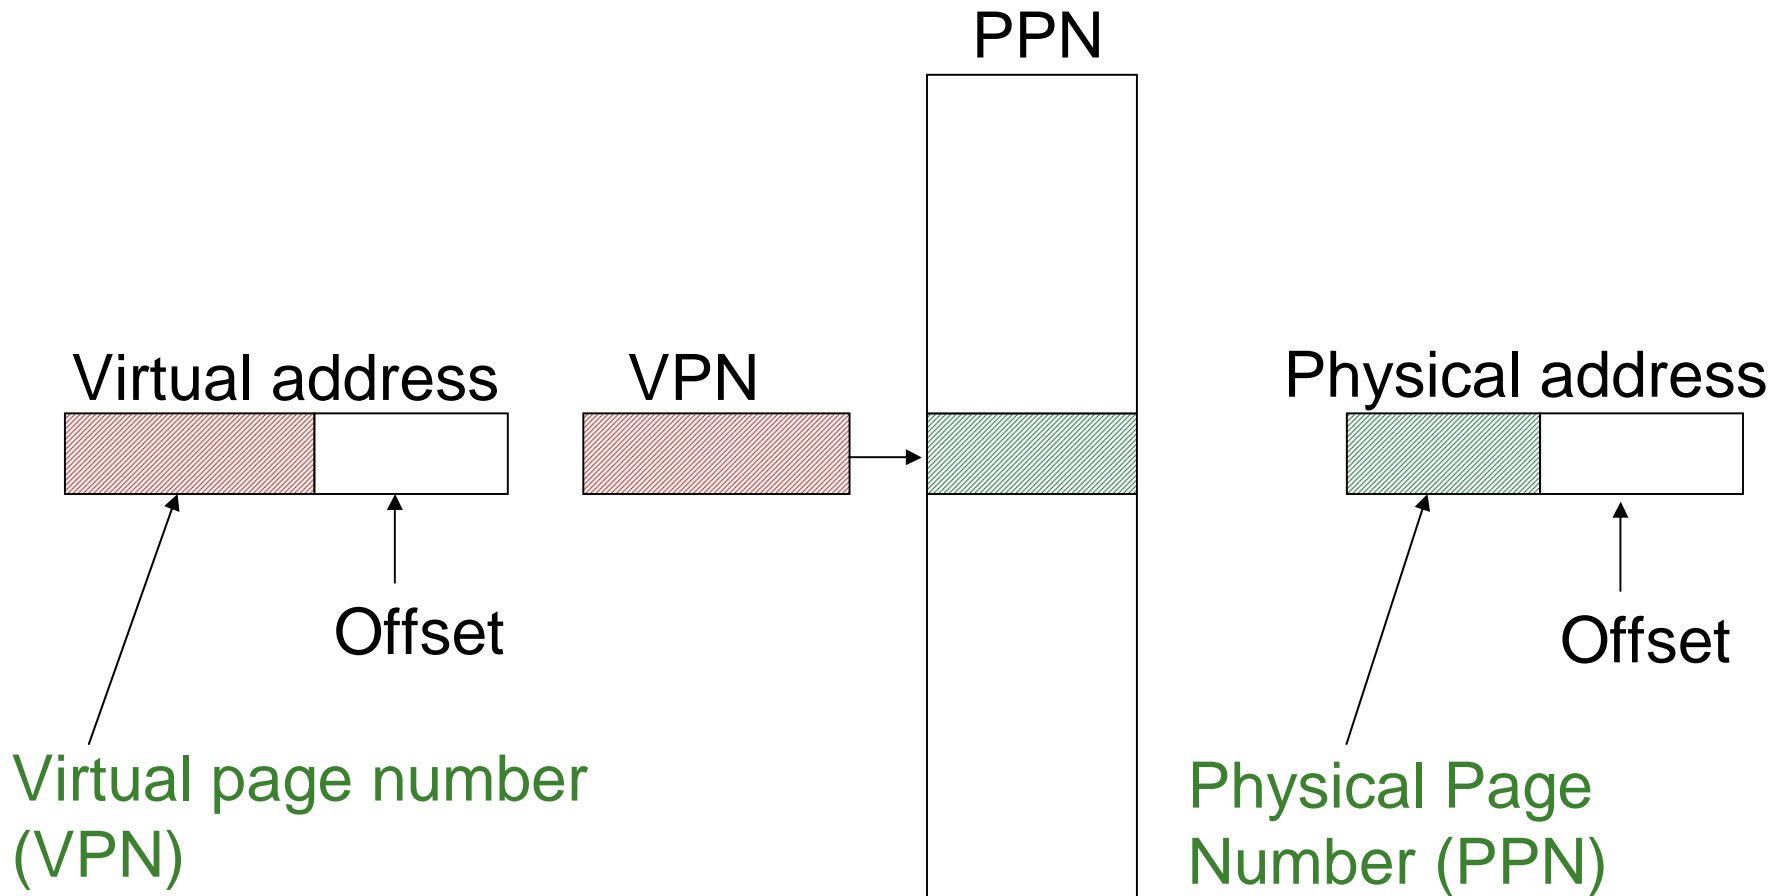 PPN
Virtual address
VPN
Physical address
Offset
Offset
Virtual page number
(VPN)
Physical Page
Number (PPN)